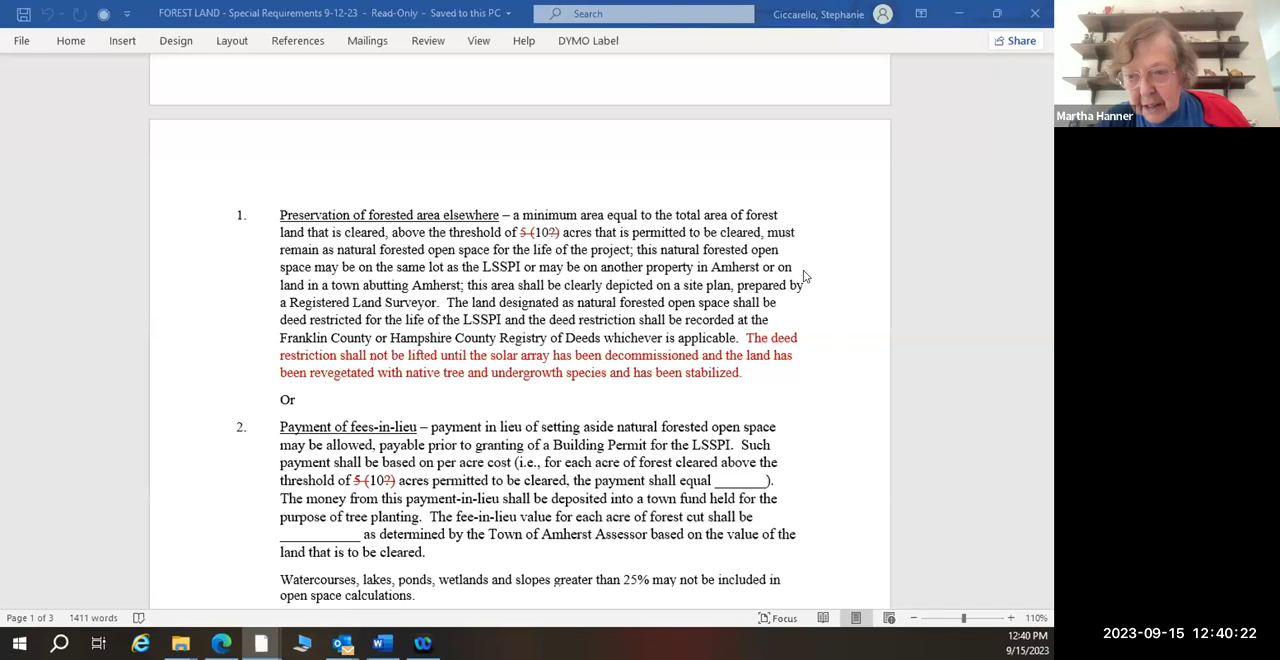 FOREST LAND - Special Requirements 9-12-23 - Read-Only - Saved to this PC
Search
Ciccarello, Stephanie
File Home Insert Design Layout References Mailings Review View Help DYMO Label
Share
Martha Hanner
1. Preservation of forested area elsewhere – a minimum area equal to the total area of forest
land that is cleared, above the threshold of 5 (10?) acres that is permitted to be cleared, must
remain as natural forested open space for the life of the project; this natural forested open
space may be on the same lot as the LSSPI or may be on another property in Amherst or on
land in a town abutting Amherst; this area shall be clearly depicted on a site plan, prepared by
a Registered Land Surveyor. The land designated as natural forested open space shall be
deed restricted for the life of the LSSPI and the deed restriction shall be recorded at the
Franklin County or Hampshire County Registry of Deeds whichever is applicable. The deed
restriction shall not be lifted until the solar array has been decommissioned and the land has
been revegetated with native tree and undergrowth species and has been stabilized.
Or
2. Payment of fees-in-lieu – payment in lieu of setting aside natural forested open space
may be allowed, payable prior to granting of a Building Permit for the LSSPI. Such
payment shall be based on per acre cost (i.e., for each acre of forest cleared above the
threshold of 5 (10?) acres permitted to be cleared, the payment shall equal _______).
The money from this payment-in-lieu shall be deposited into a town fund held for the
purpose of tree planting. The fee-in-lieu value for each acre of forest cut shall be
___________ as determined by the Town of Amherst Assessor based on the value of the
land that is to be cleared.
Watercourses, lakes, ponds, wetlands and slopes greater than 25% may not be included in
open space calculations.
Page 1 of 3 1411 words
Focus
110%
12:40 PM
9/15/2023
2023-09-15 12:40:22